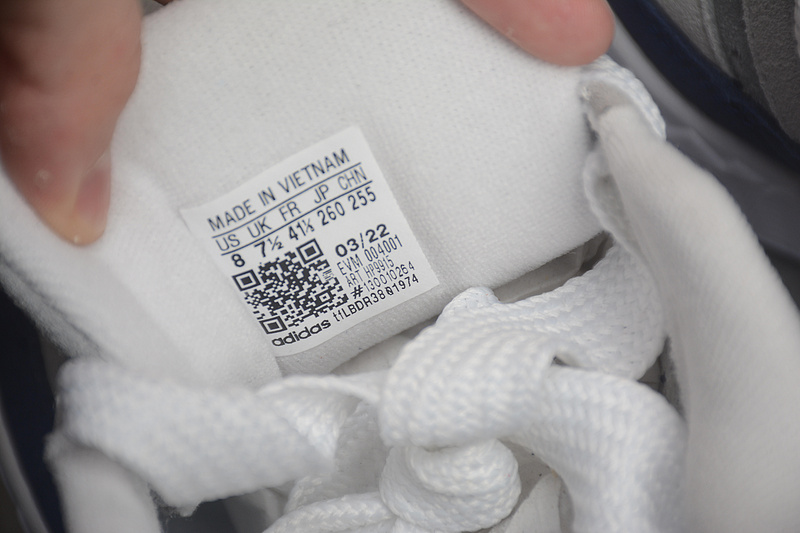 MADE IN VIETNAM
US UK FR JP CHN
8 7½ 41⅓ 260 255
03/22
EVM 004001
ART HP9915
#130010264
adidas t1LBDR3801974